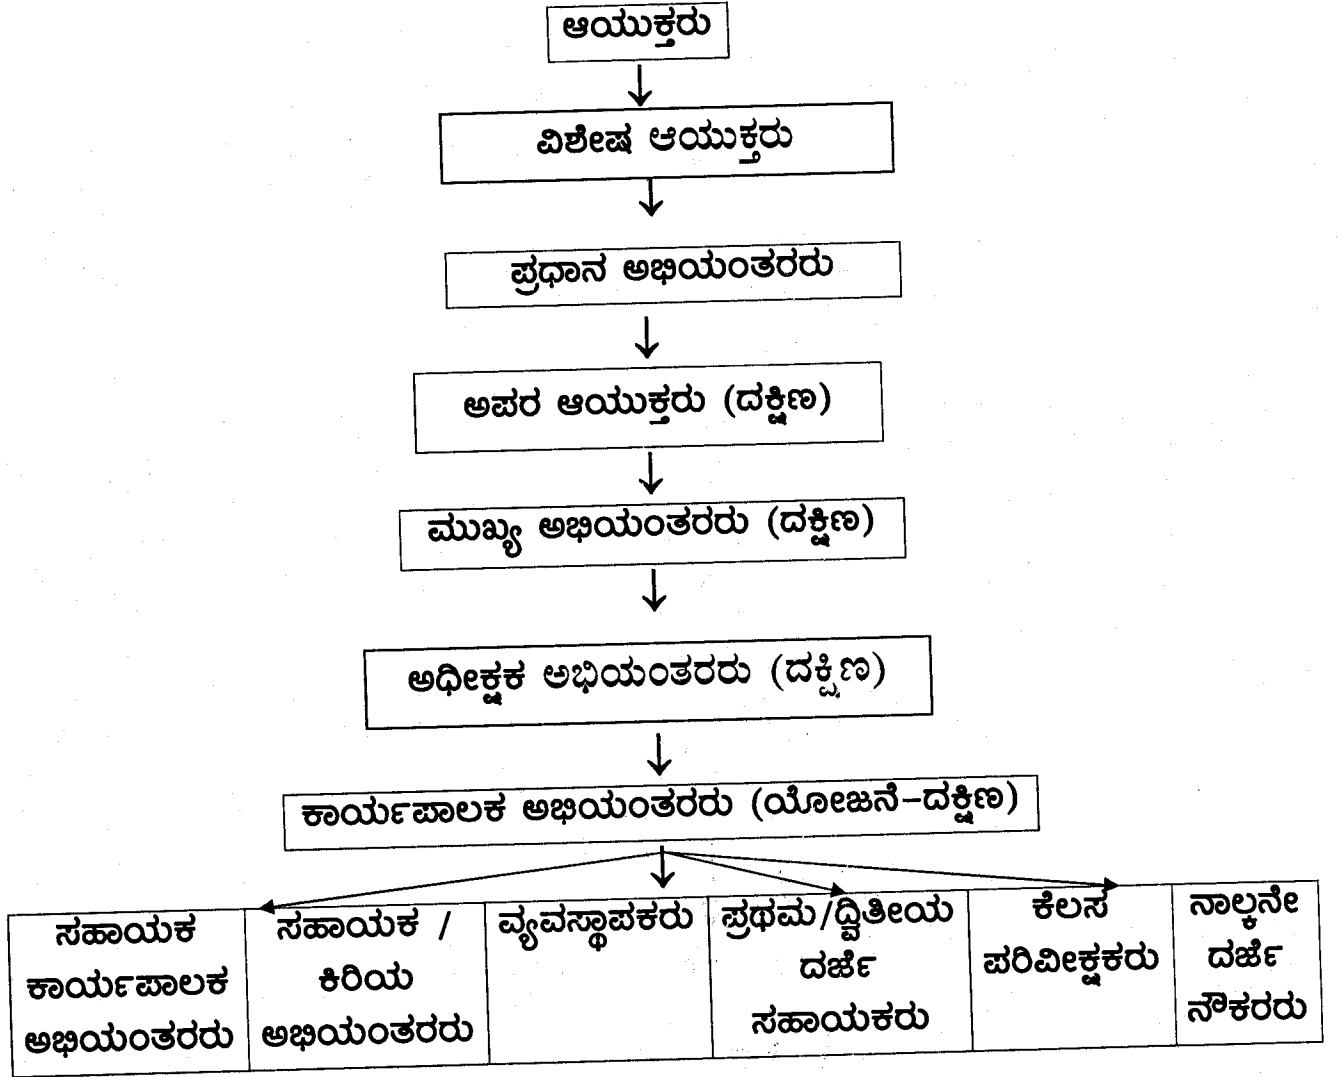 ಆಯುಕ್ತರು
ವಿಶೇಷ ಆಯುಕ್ತರು
ಪ್ರಧಾನ ಅಭಿಯಂತರರು
ಅಪರ ಆಯುಕ್ತರು (ದಕ್ಷಿಣ)
ಮುಖ್ಯ ಅಭಿಯಂತರರು (ದಕ್ಷಿಣ)
ಅಧೀಕ್ಷಕ ಅಭಿಯಂತರರು (ದಕ್ಷಿಣ)
ಕಾರ್ಯಪಾಲಕ ಅಭಿಯಂತರರು (ಯೋಜನೆ-ದಕ್ಷಿಣ)
ಸಹಾಯಕ
ಕಾರ್ಯಪಾಲಕ
ಅಭಿಯಂತರರು
ಸಹಾಯಕ /
ಕಿರಿಯ
ಅಭಿಯಂತರರು
ವ್ಯವಸ್ಥಾಪಕರು
ಪ್ರಥಮ/ದ್ವಿತೀಯ
ದರ್ಜೆ
ಸಹಾಯಕರು
ಕೆಲಸ
ಪರಿವೀಕ್ಷಕರು
ನಾಲ್ಕನೇ
ದರ್ಜೆ
ನೌಕರರು